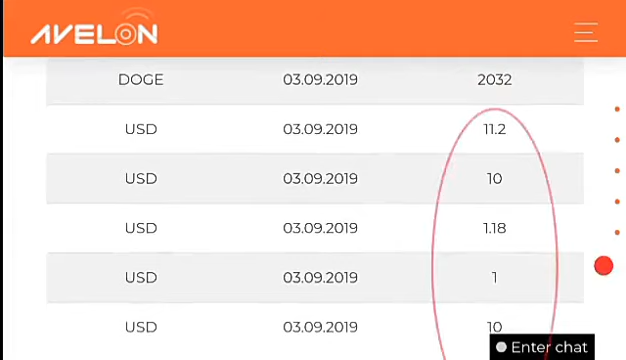 AVELON
DOGE 03.09.2019 2032
USD 03.09.2019 11.2
USD 03.09.2019 10
USD 03.09.2019 1.18
USD 03.09.2019 1
USD 03.09.2019 10
Enter chat